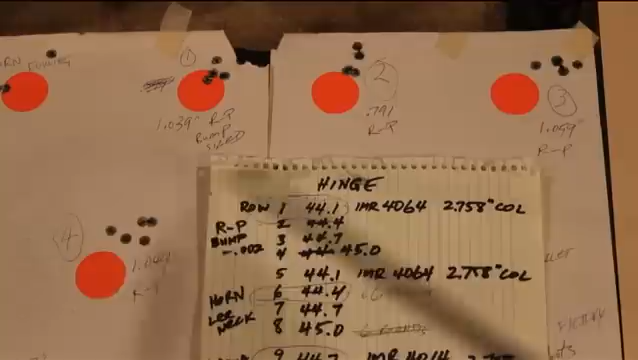 HORN
1
1.039" R-P
BUMP
SIZED
2
.791
R-P
3
1.059"
R-P
4
R-P
HINGE
ROW 1 44.1 IMR 4064 2.758" COL
R-P 2 44.4
BUMP 3 44.7
-.002 4 45.0
5 44.1 IMR 4064 2.758" COL
HORN 6 44.4
LEE 7 44.7
NECK 8 45.0
9 44.7 IMR 4064